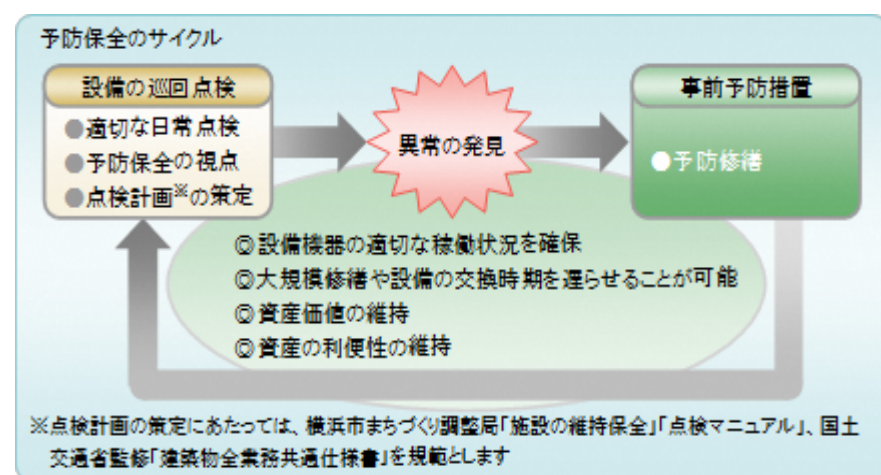 予防保全のサイクル
設備の巡回点検
●適切な日常点検
●予防保全の視点
●点検計画※の策定
異常の発見
事前予防措置
●予防修繕
◎設備機器の適切な稼働状況を確保
◎大規模修繕や設備の交換時期を遅らせることが可能
◎資産価値の維持
◎資産の利便性の維持
※点検計画の策定にあたっては、横浜市まちづくり調整局「施設の維持保全」「点検マニュアル」、国土
交通省監修「建築物全業務共通仕様書」を規範とします